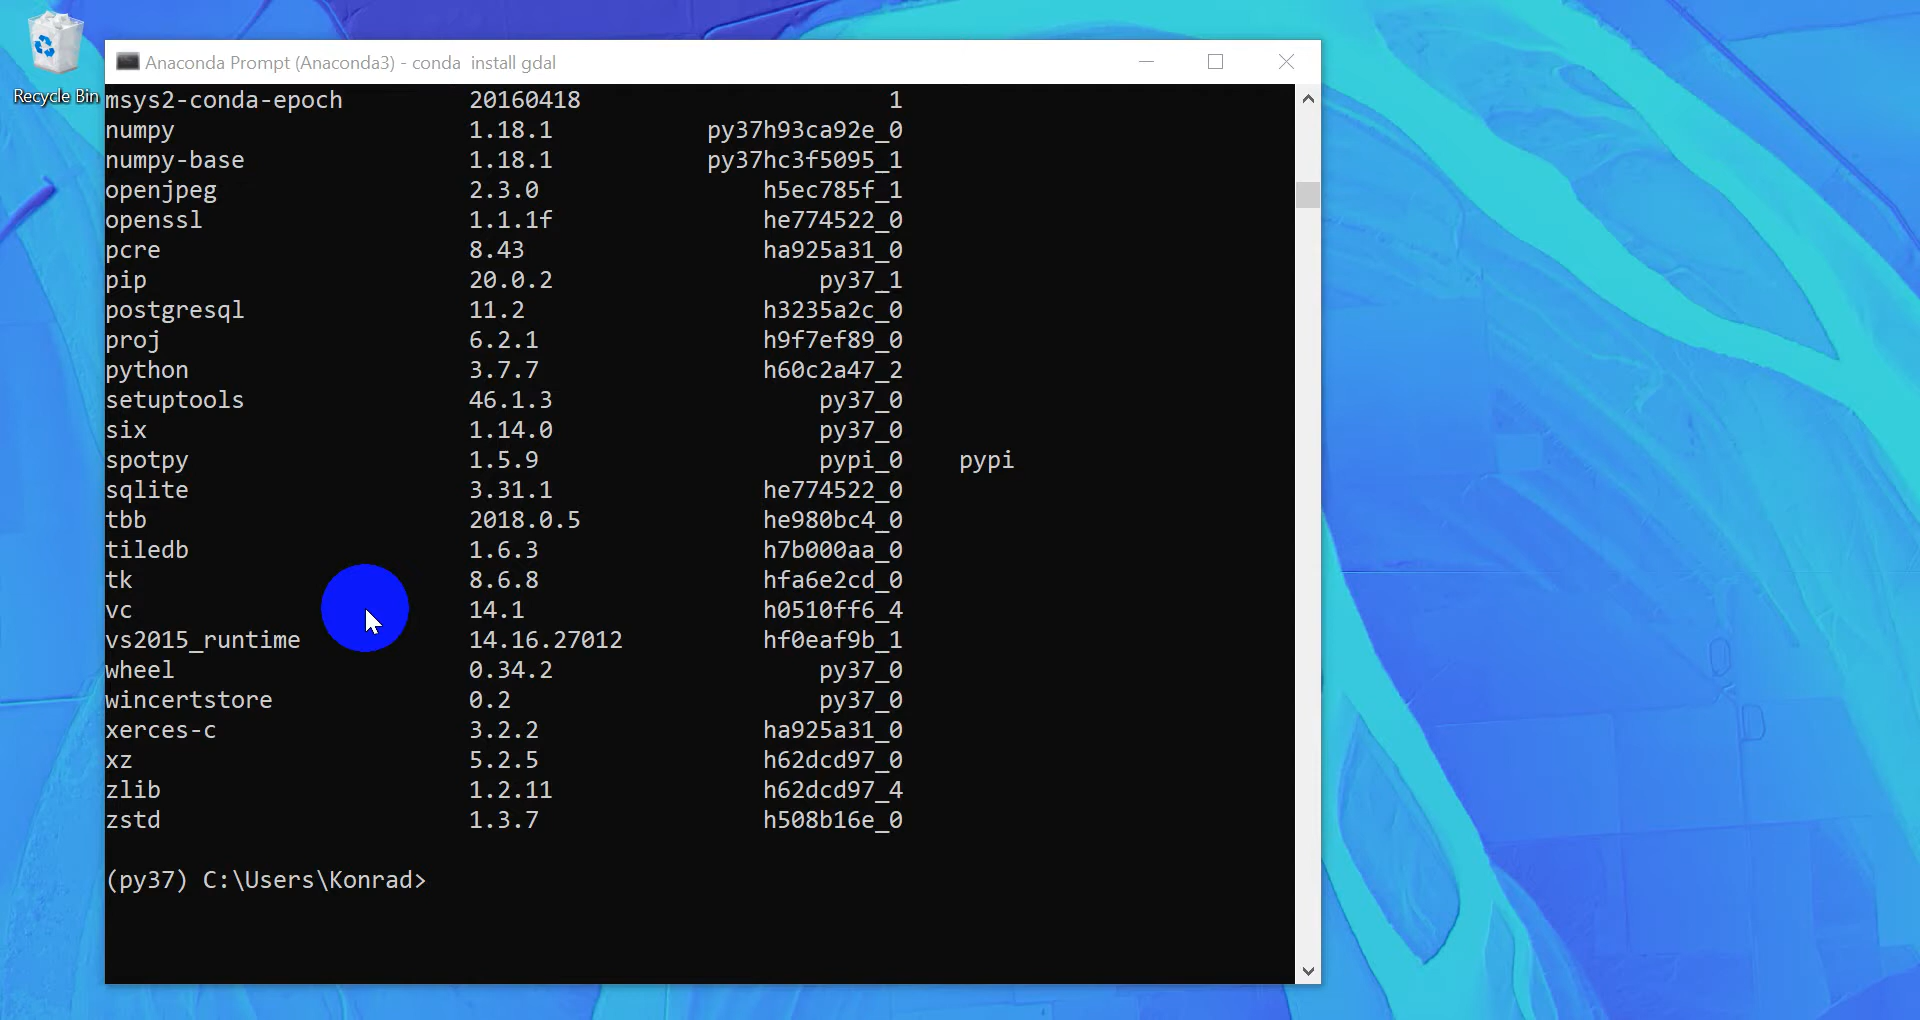 Recycle Bin
Anaconda Prompt (Anaconda3) - conda  install gdal
msys2-conda-epoch 20160418 1
numpy 1.18.1 py37h93ca92e_0
numpy-base 1.18.1 py37hc3f5095_1
openjpeg 2.3.0 h5ec785f_1
openssl 1.1.1f he774522_0
pcre 8.43 ha925a31_0
pip 20.0.2 py37_1
postgresql 11.2 h3235a2c_0
proj 6.2.1 h9f7ef89_0
python 3.7.7 h60c2a47_2
setuptools 46.1.3 py37_0
six 1.14.0 py37_0
spotpy 1.5.9 pypi_0 pypi
sqlite 3.31.1 he774522_0
tbb 2018.0.5 he980bc4_0
tiledb 1.6.3 h7b000aa_0
tk 8.6.8 hfa6e2cd_0
vc 14.1 h0510ff6_4
vs2015_runtime 14.16.27012 hf0eaf9b_1
wheel 0.34.2 py37_0
wincertstore 0.2 py37_0
xerces-c 3.2.2 ha925a31_0
xz 5.2.5 h62dcd97_0
zlib 1.2.11 h62dcd97_4
zstd 1.3.7 h508b16e_0
(py37) C:\Users\Konrad>